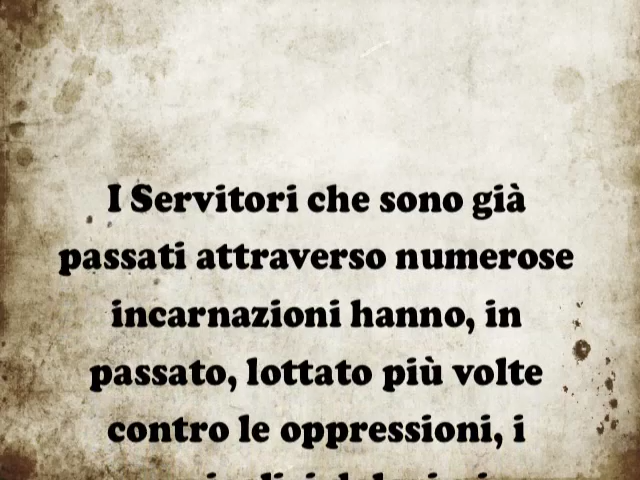 I Servitori che sono già
passati attraverso numerose
incarnazioni hanno, in
passato, lottato più volte
contro le oppressioni, i